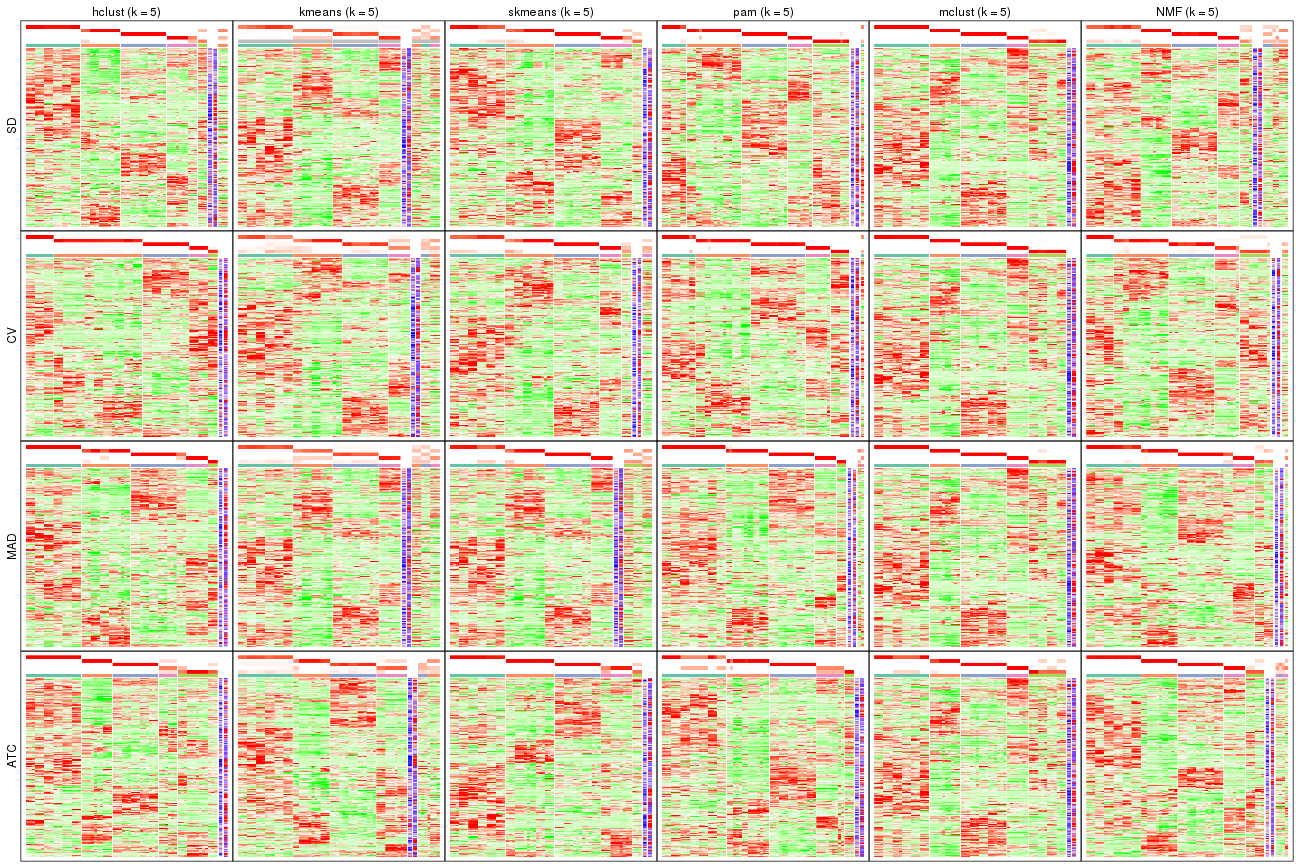 hclust (k = 5)
kmeans (k = 5)
skmeans (k = 5)
pam (k = 5)
mclust (k = 5)
NMF (k = 5)
SD
CV
MAD
ATC